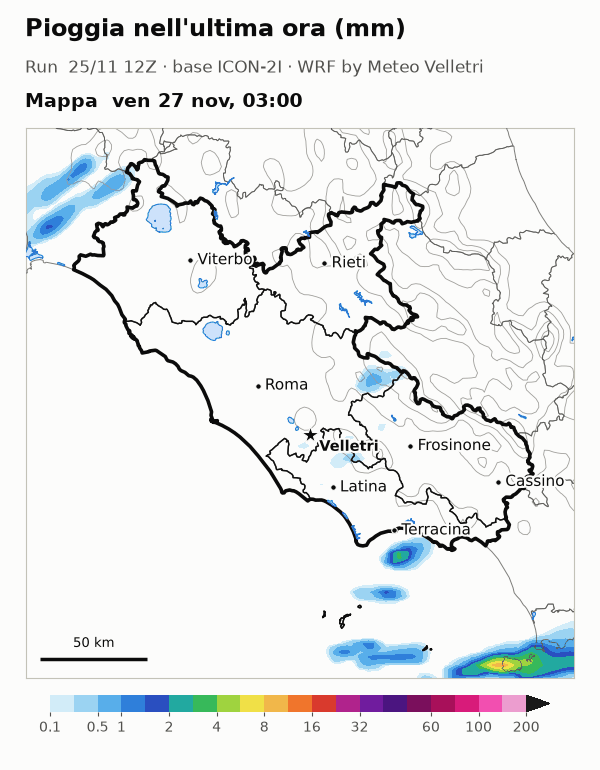 Pioggia nell'ultima ora (mm)
Run  25/11 12Z · base ICON-2I · WRF by Meteo Velletri
Mappa  ven 27 nov, 03:00
Viterbo
Rieti
Roma
Velletri
Frosinone
Latina
Cassino
Terracina
50 km
0.1 0.5 1 2 4 8 16 32 60 100 200